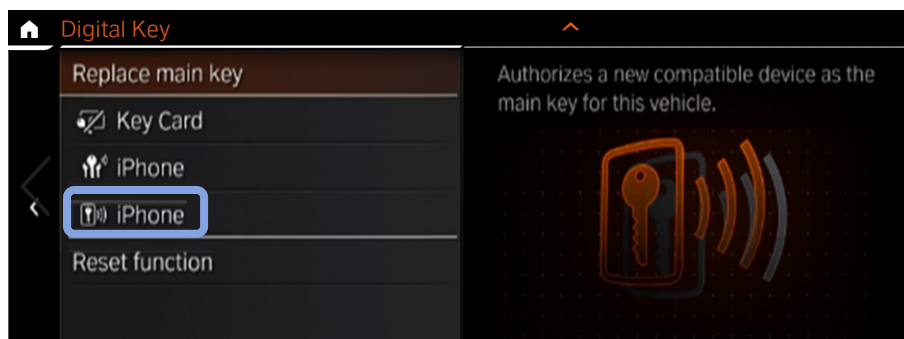 Digital Key
Replace main key
Key Card
iPhone
iPhone
Reset function
Authorizes a new compatible device as the
main key for this vehicle.